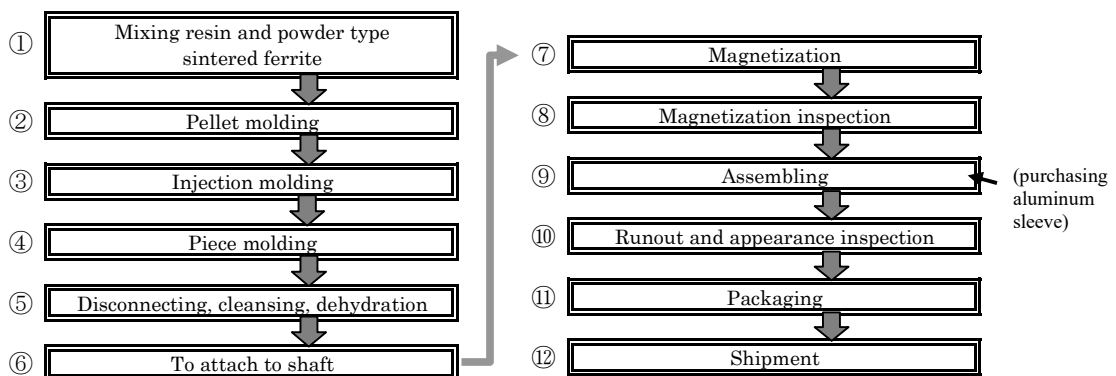 ①
Mixing resin and powder type
sintered ferrite
②
Pellet molding
③
Injection molding
④
Piece molding
⑤
Disconnecting, cleansing, dehydration
⑥
To attach to shaft
⑦
Magnetization
⑧
Magnetization inspection
⑨
Assembling
(purchasing
aluminum
sleeve)
⑩
Runout and appearance inspection
⑪
Packaging
⑫
Shipment